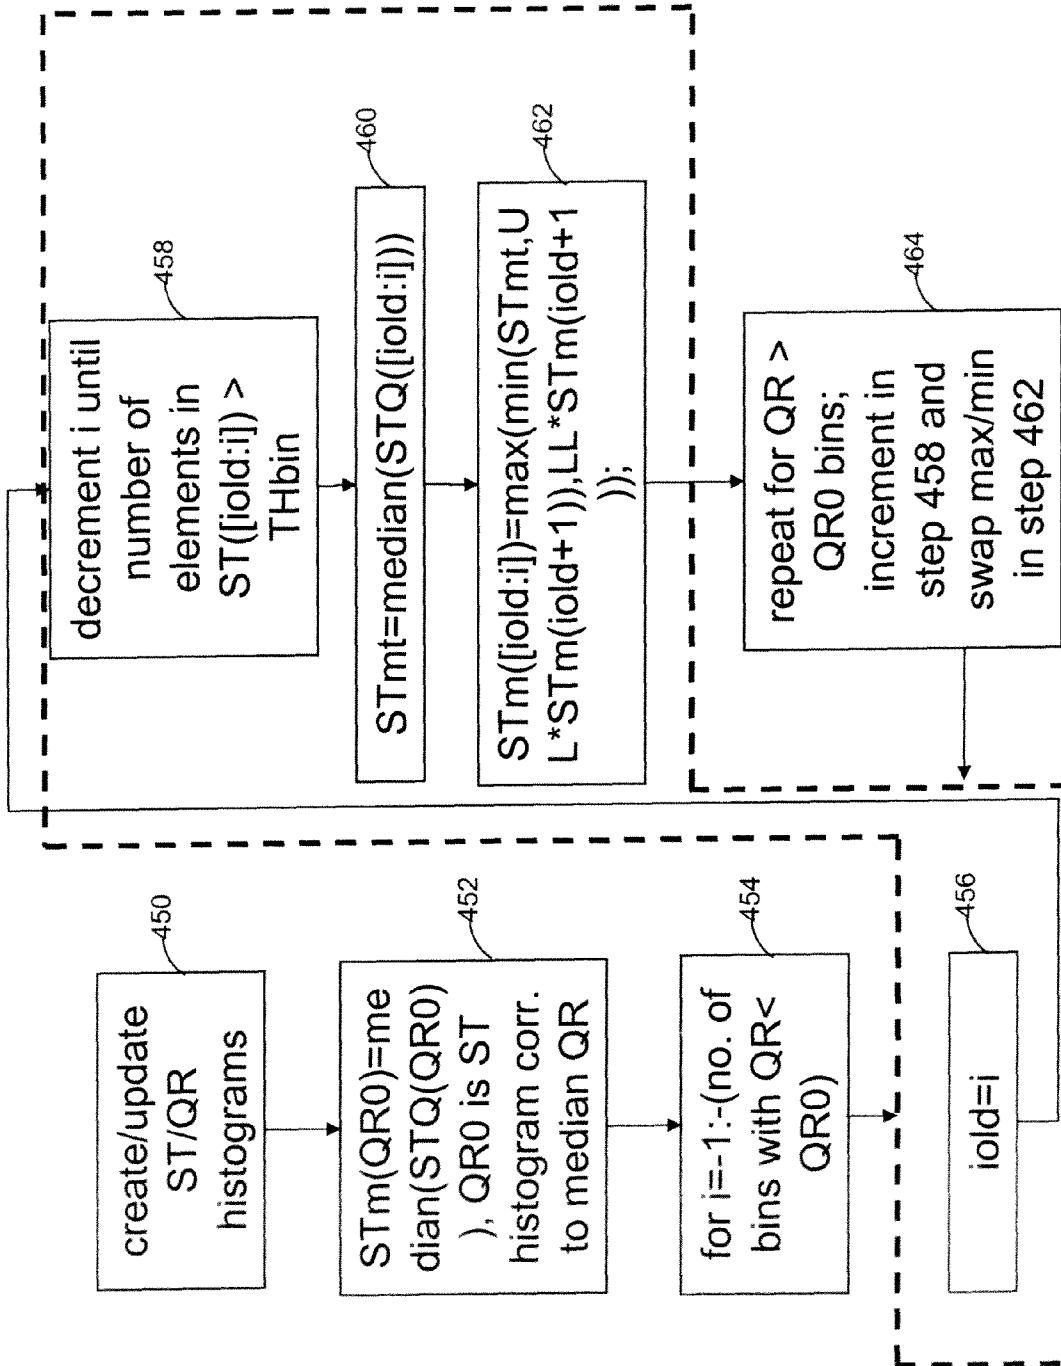 450
create/update
ST/QR
histograms
452
STm(QR0)=me
dian(STQ(QR0)
), QR0 is ST
histogram corr.
to median QR
454
for i=-1:-(no. of
bins with QR<
QR0)
456
iold=i
458
decrement i until
number of
elements in
ST([iold:i]) >
THbin
460
STmt=median(STQ([iold:i]))
462
STm([iold:i])=max(min(STmt,U
L*STm(iold+1)),LL*STm(iold+1
));
464
repeat for QR >
QR0 bins;
increment in
step 458 and
swap max/min
in step 462